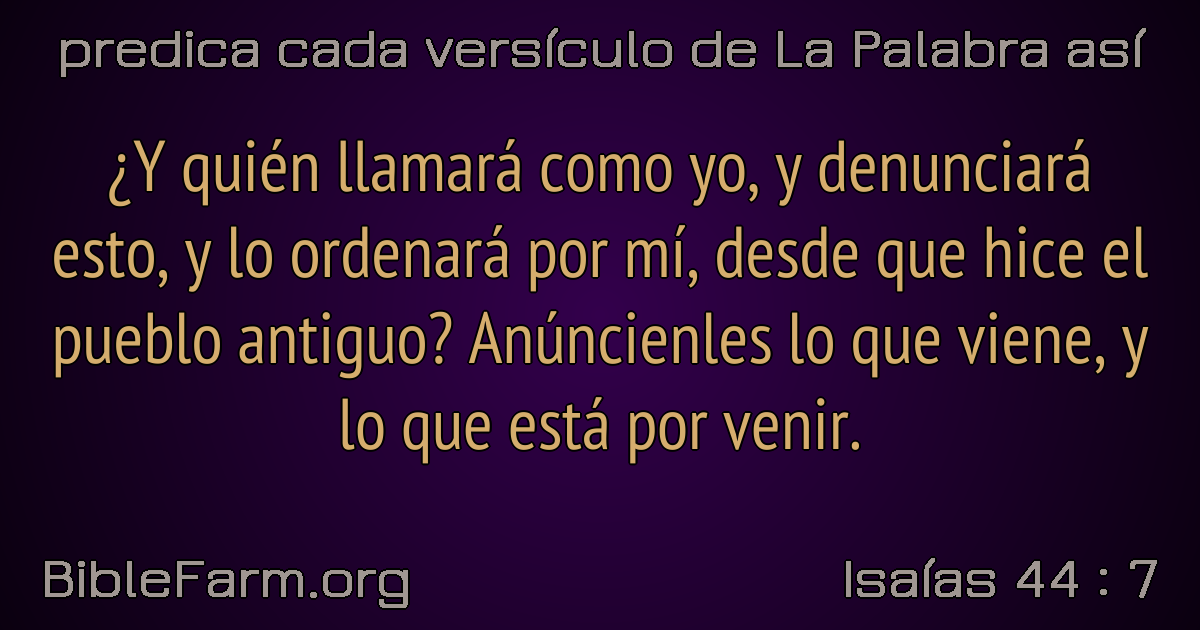 predica cada versículo de La Palabra así
¿Y quién llamará como yo, y denunciará
esto, y lo ordenará por mí, desde que hice el
pueblo antiguo? Anúncienles lo que viene, y
lo que está por venir.
BibleFarm.org
Isaías 44 : 7